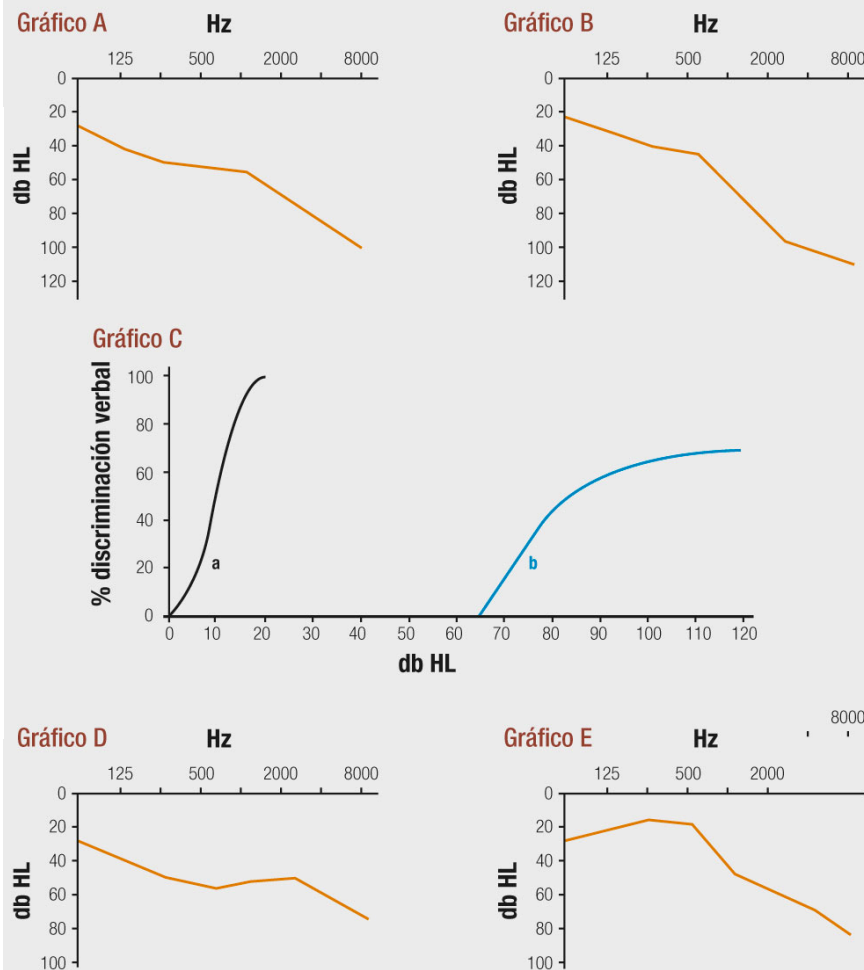 Gráfico A Hz
125 500 2000 8000
0
20
40
60
80
100
120
db HL
Gráfico B Hz
125 500 2000 8000
0
20
40
60
80
100
120
db HL
Gráfico C
% discriminación verbal
100
80
60
40
20
0
a
b
0 10 20 30 40 50 60 70 80 90 100 110 120
db HL
Gráfico D Hz
125 500 2000 8000
0
20
40
60
80
100
db HL
Gráfico E Hz
8000
125 500 2000
0
20
40
60
80
100
db HL